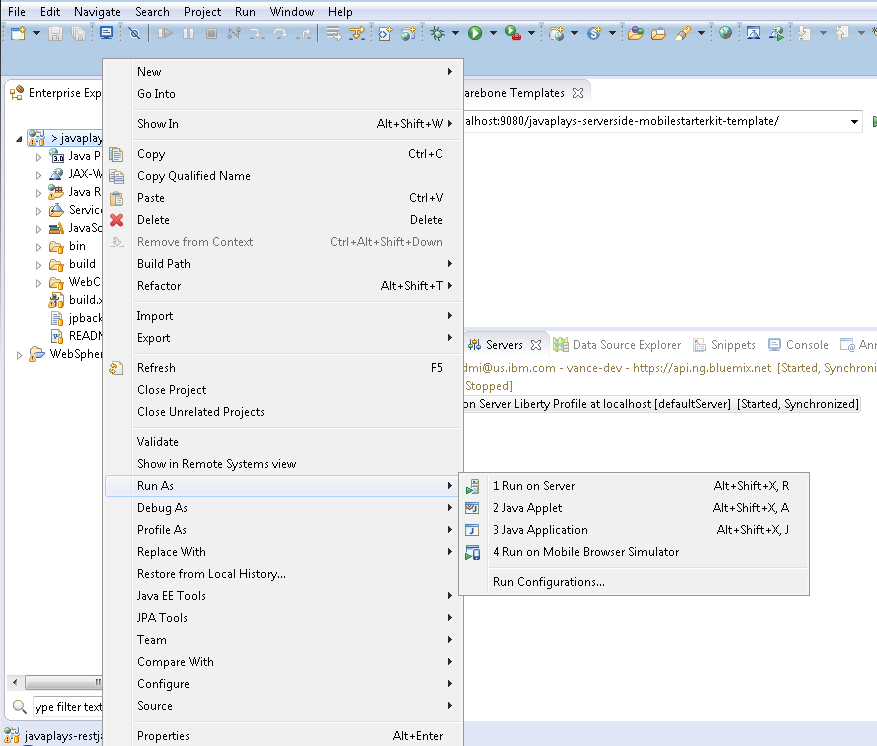 File Edit Navigate Search Project Run Window Help
Enterprise Exp
arebone Templates
alhost:9080/javaplays-serverside-mobilestarterkit-template/
> javaplay
Java P
JAX-W
Java R
Servic
JavaSc
bin
build
WebC
build.x
jpback
READM
WebSpher
New
Go Into
Show In Alt+Shift+W
Copy Ctrl+C
Copy Qualified Name
Paste Ctrl+V
Delete Delete
Remove from Context Ctrl+Alt+Shift+Down
Build Path
Refactor Alt+Shift+T
Import
Export
Refresh F5
Close Project
Close Unrelated Projects
Validate
Show in Remote Systems view
Run As
Debug As
Profile As
Replace With
Restore from Local History...
Java EE Tools
JPA Tools
Team
Compare With
Configure
Source
Properties Alt+Enter
Servers Data Source Explorer Snippets Console Ann
dmi@us.ibm.com - vance-dev - https://api.ng.bluemix.net [Started, Synchroni
Stopped]
on Server Liberty Profile at localhost [defaultServer] [Started, Synchronized]
1 Run on Server Alt+Shift+X, R
2 Java Applet Alt+Shift+X, A
3 Java Application Alt+Shift+X, J
4 Run on Mobile Browser Simulator
Run Configurations...
ype filter text
javaplays-restja